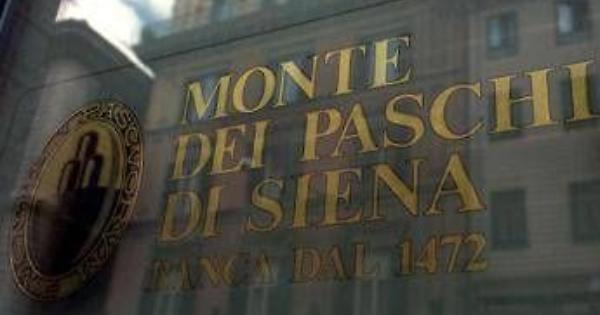 MONTE
DEI PASCHI
DI SIENA
BANCA DAL 1472